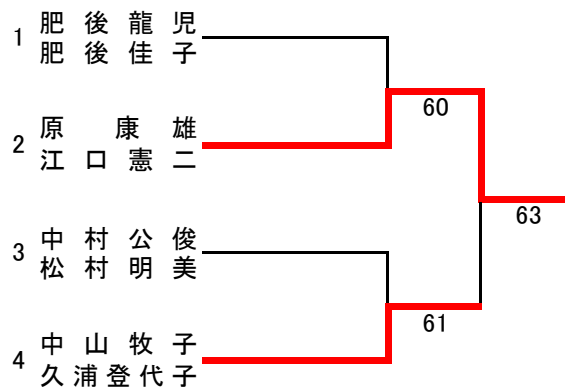 1 肥後龍児
肥後佳子
60
2 原康雄
江口憲二
63
3 中村公俊
松村明美
61
4 中山牧子
久浦登代子